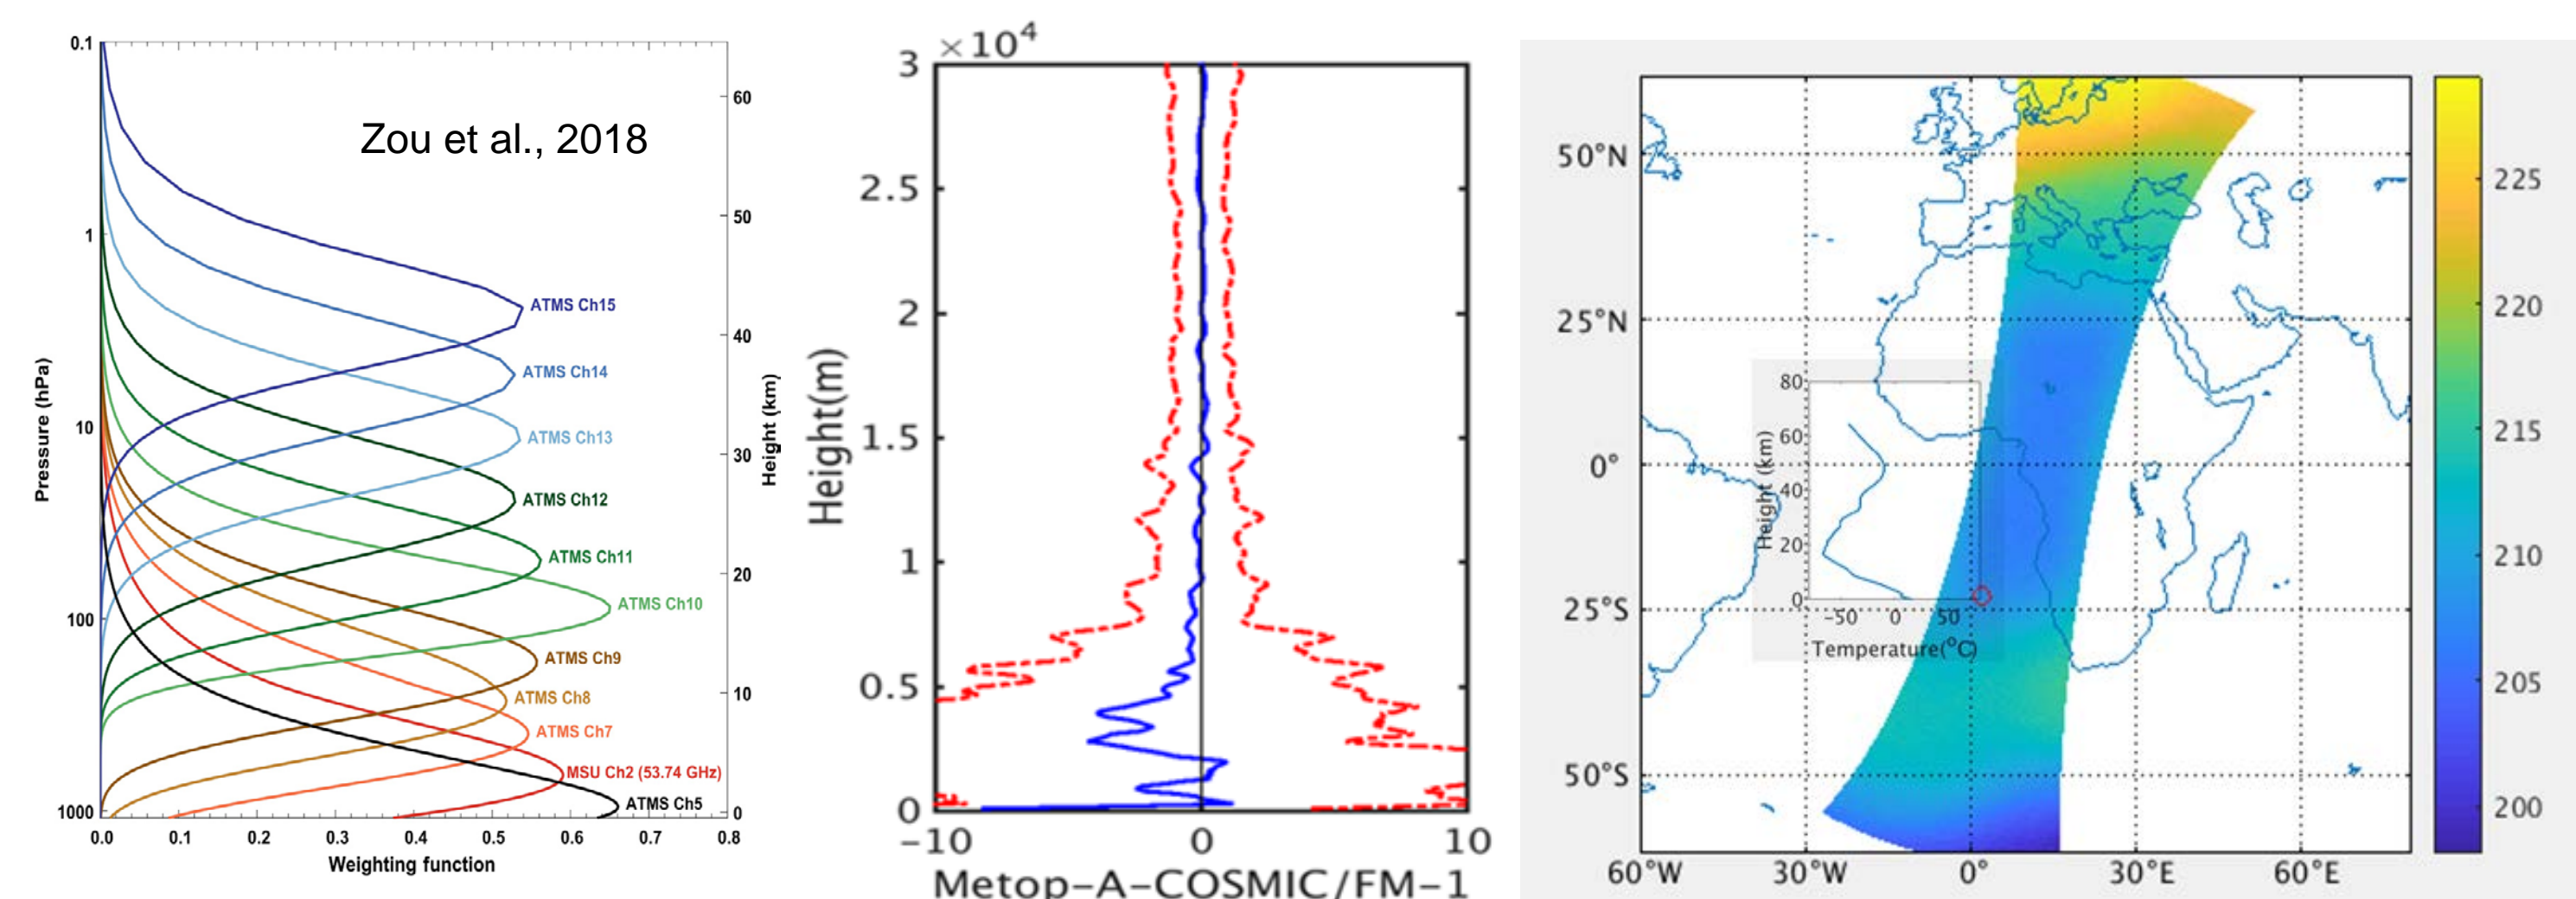 Zou et al., 2018
0.1
1
10
100
1000
Pressure (hPa)
60
50
40
30
20
10
0
Height (km)
ATMS Ch15
ATMS Ch14
ATMS Ch13
ATMS Ch12
ATMS Ch11
ATMS Ch10
ATMS Ch9
ATMS Ch8
ATMS Ch7
MSU Ch2 (53.74 GHz)
ATMS Ch5
0.0 0.1 0.2 0.3 0.4 0.5 0.6 0.7 0.8
Weighting function
×10⁴
3
2.5
2
1.5
1
0.5
0
Height(m)
−10 0 10
Metop−A−COSMIC/FM−1
50°N
25°N
0°
25°S
50°S
60°W 30°W 0° 30°E 60°E
80
60
40
20
0
Height (km)
−50 0 50
Temperature(°C)
225
220
215
210
205
200